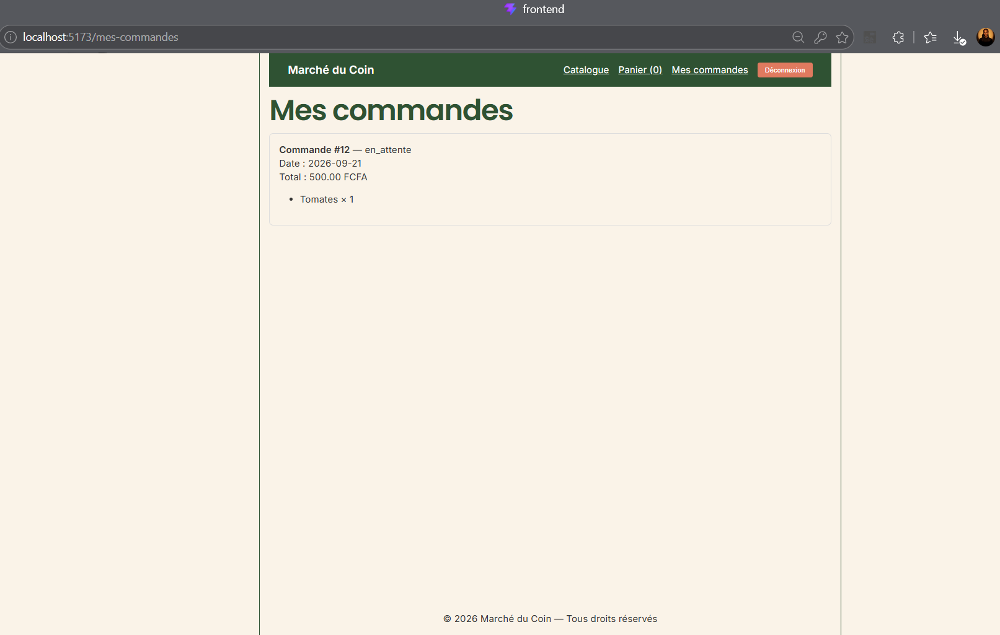 frontend
localhost:5173/mes-commandes
Marché du Coin
Catalogue Panier (0) Mes commandes Déconnexion
Mes commandes
Commande #12 — en_attente
Date : 2026-09-21
Total : 500.00 FCFA
• Tomates × 1
© 2026 Marché du Coin — Tous droits réservés